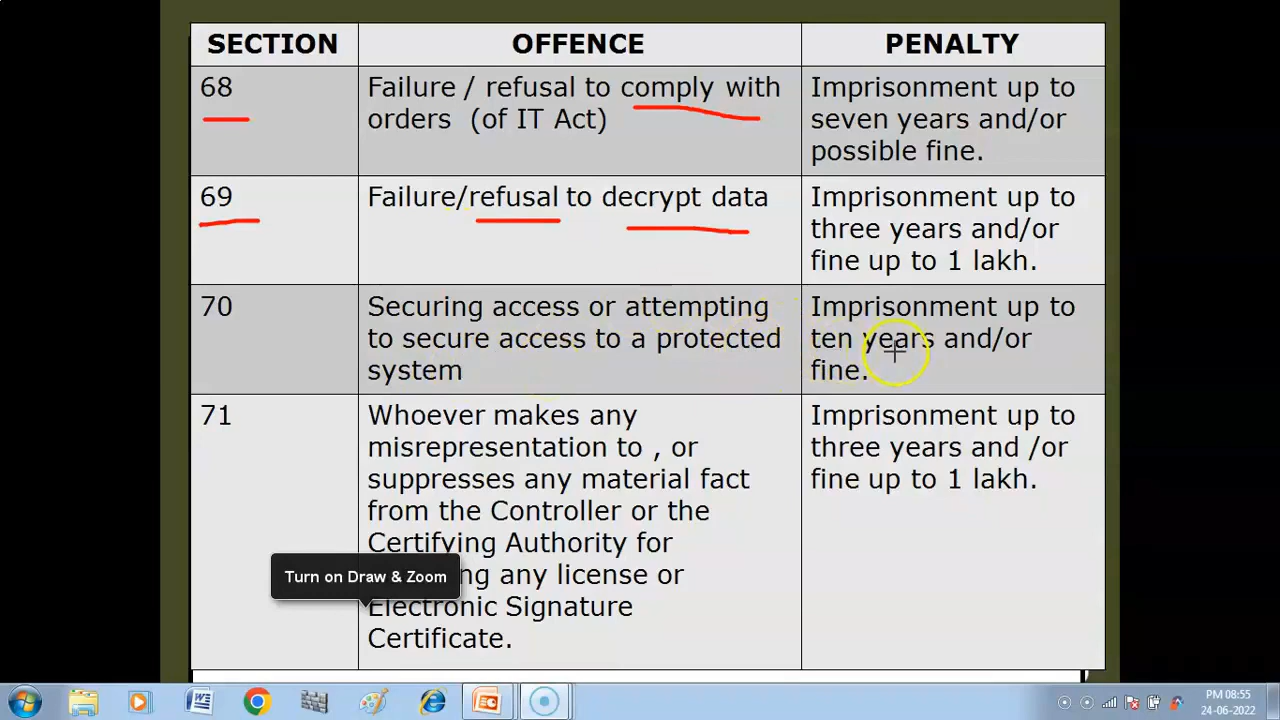 SECTION OFFENCE PENALTY
68 Failure / refusal to comply with Imprisonment up to
orders (of IT Act) seven years and/or
possible fine.
69 Failure/refusal to decrypt data Imprisonment up to
three years and/or
fine up to 1 lakh.
70 Securing access or attempting Imprisonment up to
to secure access to a protected ten years and/or
system fine.
71 Whoever makes any Imprisonment up to
misrepresentation to , or three years and /or
suppresses any material fact fine up to 1 lakh.
from the Controller or the
Certifying Authority for
any license or
Electronic Signature
Certificate.
Turn on Draw & Zoom
PM 08:55
24-06-2022